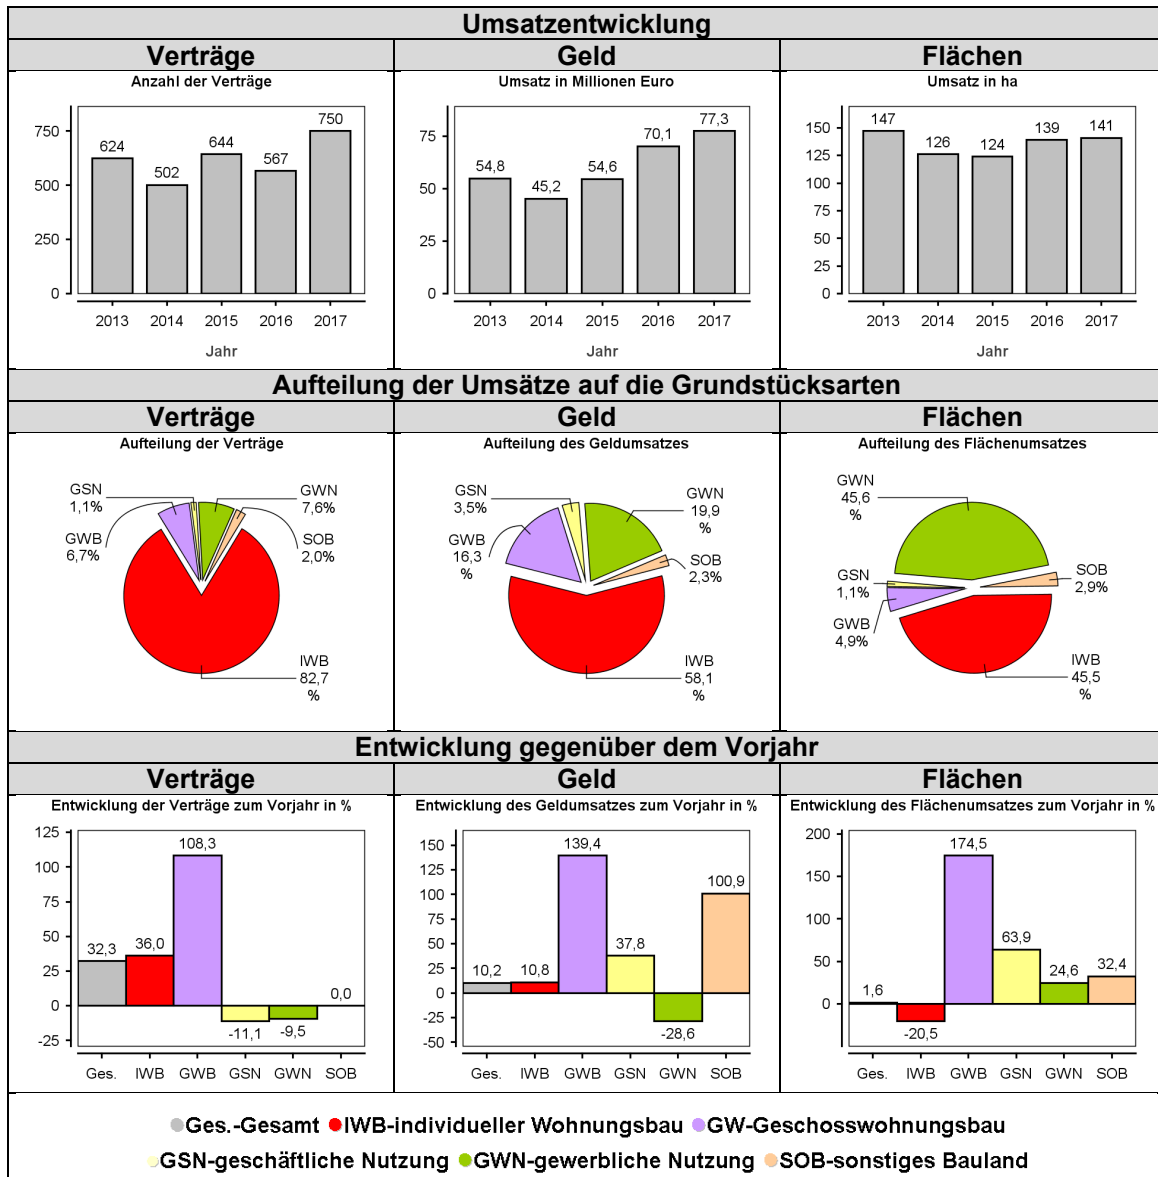 Umsatzentwicklung
Verträge
Geld
Flächen
Anzahl der Verträge
750
500
250
0
624
502
644
567
750
2013 2014 2015 2016 2017
Jahr
Umsatz in Millionen Euro
75
50
25
0
54,8
45,2
54,6
70,1
77,3
2013 2014 2015 2016 2017
Jahr
Umsatz in ha
150
125
100
75
50
25
0
147
126
124
139
141
2013 2014 2015 2016 2017
Jahr
Aufteilung der Umsätze auf die Grundstücksarten
Verträge
Geld
Flächen
Aufteilung der Verträge
GSN
1,1%
GWB
6,7%
GWN
7,6%
SOB
2,0%
IWB
82,7
%
Aufteilung des Geldumsatzes
GSN
3,5%
GWB
16,3
%
GWN
19,9
%
SOB
2,3%
IWB
58,1
%
Aufteilung des Flächenumsatzes
GWN
45,6
%
GSN
1,1%
GWB
4,9%
SOB
2,9%
IWB
45,5
%
Entwicklung gegenüber dem Vorjahr
Verträge
Geld
Flächen
Entwicklung der Verträge zum Vorjahr in %
125
100
75
50
25
0
-25
32,3
36,0
108,3
-11,1
-9,5
0,0
Ges. IWB GWB GSN GWN SOB
Entwicklung des Geldumsatzes zum Vorjahr in %
150
125
100
75
50
25
0
-25
-50
10,2
10,8
139,4
37,8
-28,6
100,9
Ges. IWB GWB GSN GWN SOB
Entwicklung des Flächenumsatzes zum Vorjahr in %
200
150
100
50
0
1,6
-20,5
174,5
63,9
24,6
32,4
Ges. IWB GWB GSN GWN SOB
Ges.-Gesamt IWB-individueller Wohnungsbau GW-Geschosswohnungsbau
GSN-geschäftliche Nutzung GWN-gewerbliche Nutzung SOB-sonstiges Bauland